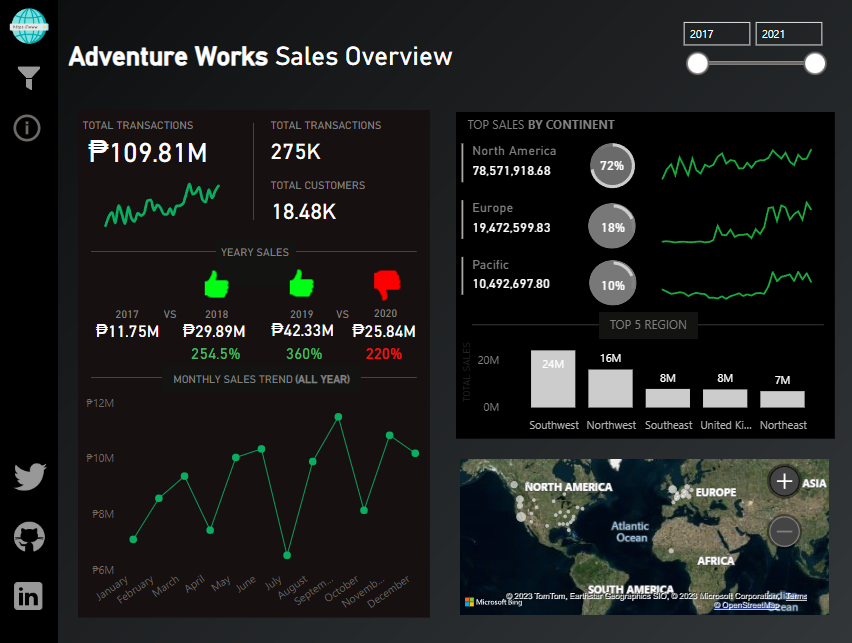 Adventure Works Sales Overview
2017 2021
TOTAL TRANSACTIONS
₱109.81M
TOTAL TRANSACTIONS
275K
TOTAL CUSTOMERS
18.48K
YEARY SALES
2017 VS 2018 2019 VS 2020
₱11.75M ₱29.89M ₱42.33M ₱25.84M
254.5% 360% 220%
MONTHLY SALES TREND (ALL YEAR)
₱12M
₱10M
₱8M
₱6M
January February March April May June July August Septem... October Novemb... December
TOP SALES BY CONTINENT
North America
78,571,918.68
72%
Europe
19,472,599.83
18%
Pacific
10,492,697.80
10%
TOP 5 REGION
TOTAL SALES
20M
0M
24M 16M 8M 8M 7M
Southwest Northwest Southeast United Ki... Northeast
NORTH AMERICA
EUROPE
ASIA
Atlantic
Ocean
AFRICA
SOUTH AMERICA
Indian
Ocean
Microsoft Bing
© 2023 TomTom, Earthstar Geographics SIO, © 2023 Microsoft Corporation, Terms
© OpenStreetMap